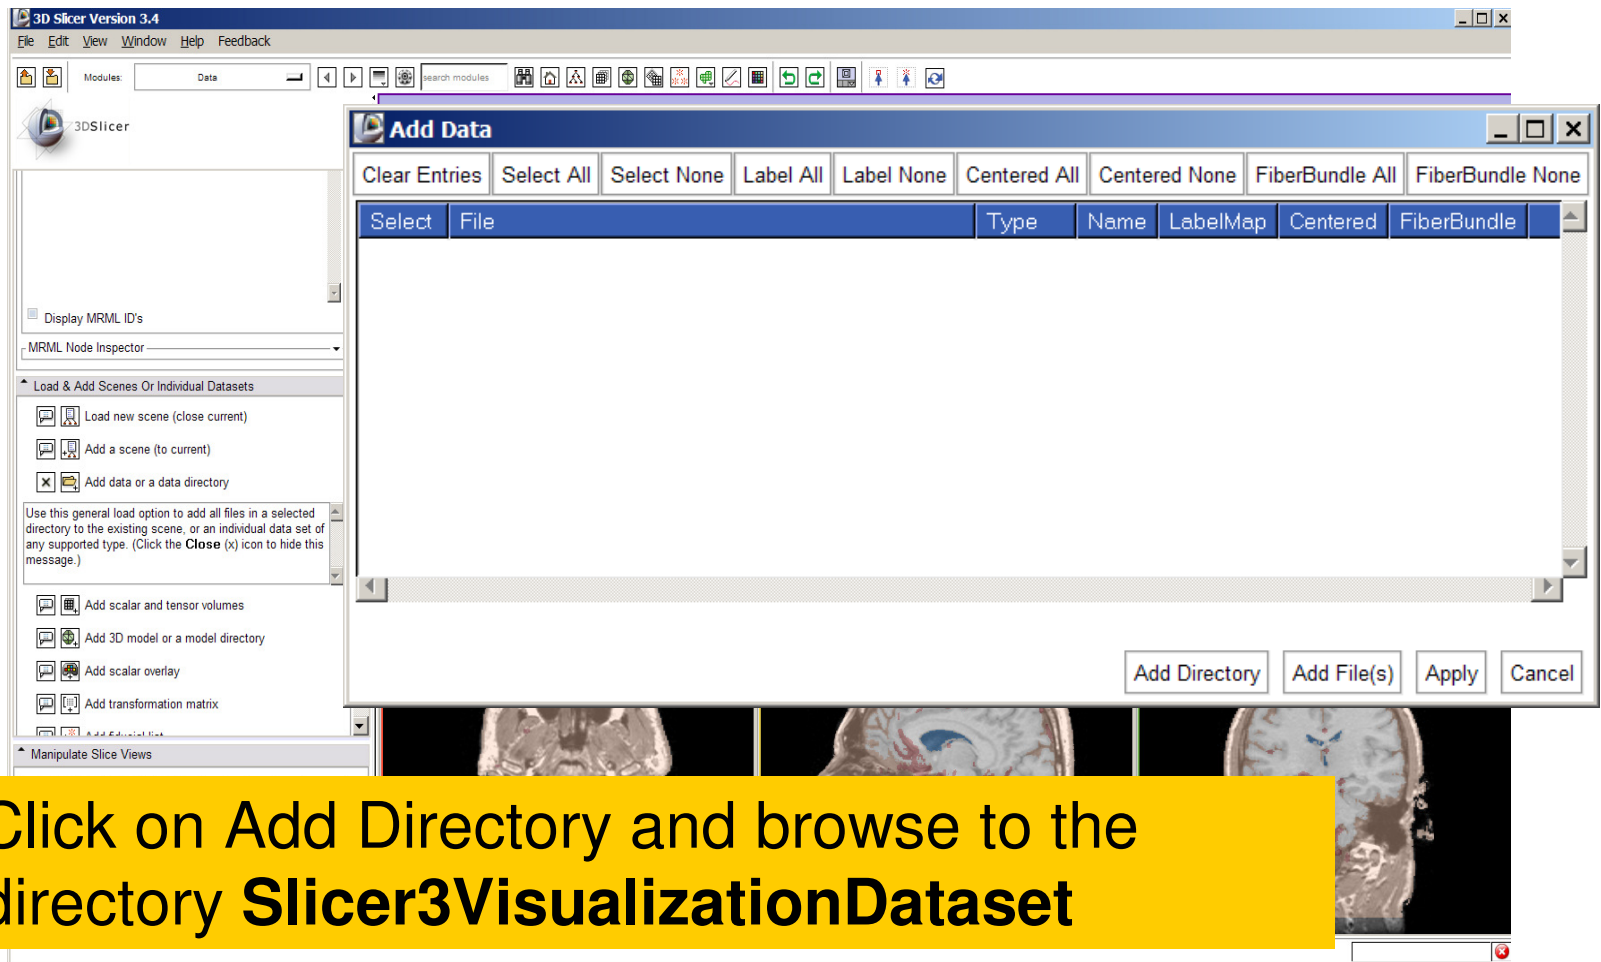 3D Slicer Version 3.4
File Edit View Window Help Feedback
Modules: Data search modules
3DSlicer
Add Data
Clear Entries Select All Select None Label All Label None Centered All Centered None FiberBundle All FiberBundle None
Select File Type Name LabelMap Centered FiberBundle
Display MRML ID's
MRML Node Inspector
Load & Add Scenes Or Individual Datasets
Load new scene (close current)
Add a scene (to current)
Add data or a data directory
Use this general load option to add all files in a selected
directory to the existing scene, or an individual data set of
any supported type. (Click the Close (x) icon to hide this
message.)
Add scalar and tensor volumes
Add 3D model or a model directory
Add scalar overlay
Add transformation matrix
Add fiducial list
Add Directory Add File(s) Apply Cancel
Manipulate Slice Views
Click on Add Directory and browse to the
directory Slicer3VisualizationDataset